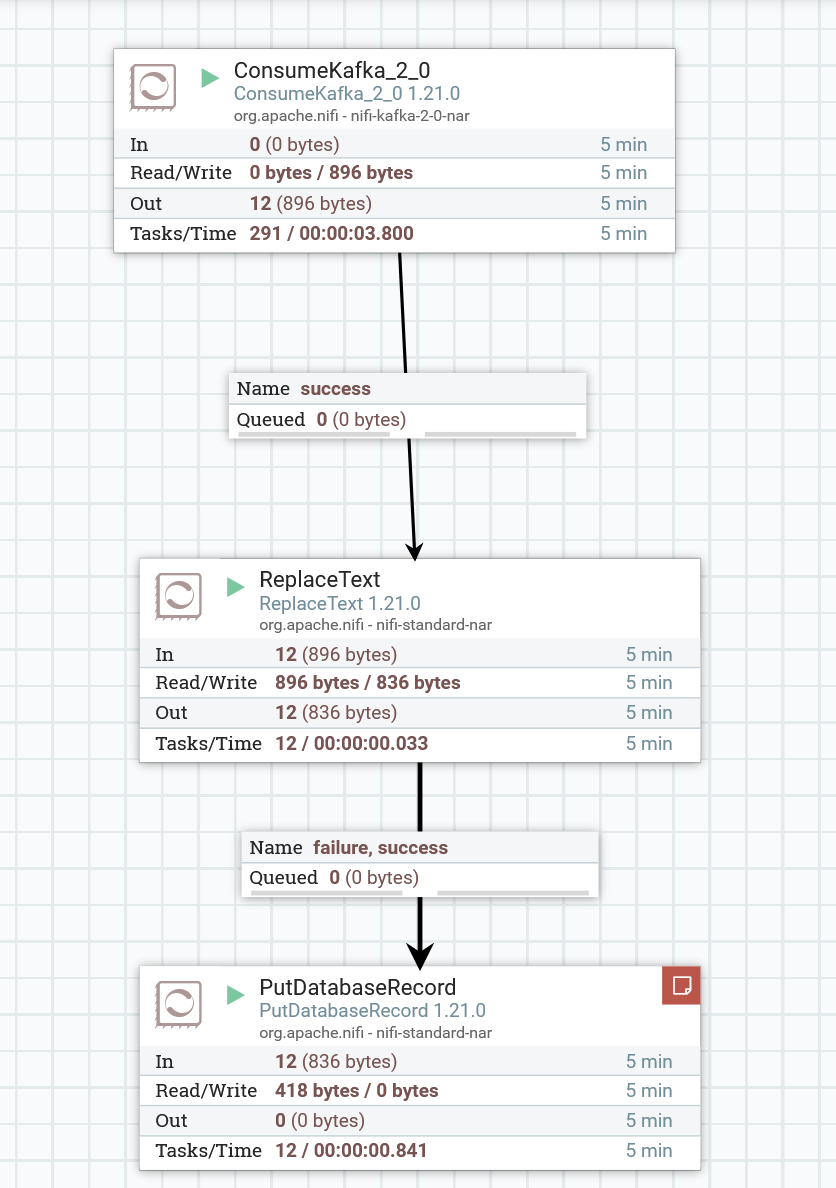 ConsumeKafka_2_0
ConsumeKafka_2_0 1.21.0
org.apache.nifi - nifi-kafka-2-0-nar
In 0 (0 bytes) 5 min
Read/Write 0 bytes / 896 bytes 5 min
Out 12 (896 bytes) 5 min
Tasks/Time 291 / 00:00:03.800 5 min
Name success
Queued 0 (0 bytes)
ReplaceText
ReplaceText 1.21.0
org.apache.nifi - nifi-standard-nar
In 12 (896 bytes) 5 min
Read/Write 896 bytes / 836 bytes 5 min
Out 12 (836 bytes) 5 min
Tasks/Time 12 / 00:00:00.033 5 min
Name failure, success
Queued 0 (0 bytes)
PutDatabaseRecord
PutDatabaseRecord 1.21.0
org.apache.nifi - nifi-standard-nar
In 12 (836 bytes) 5 min
Read/Write 418 bytes / 0 bytes 5 min
Out 0 (0 bytes) 5 min
Tasks/Time 12 / 00:00:00.841 5 min